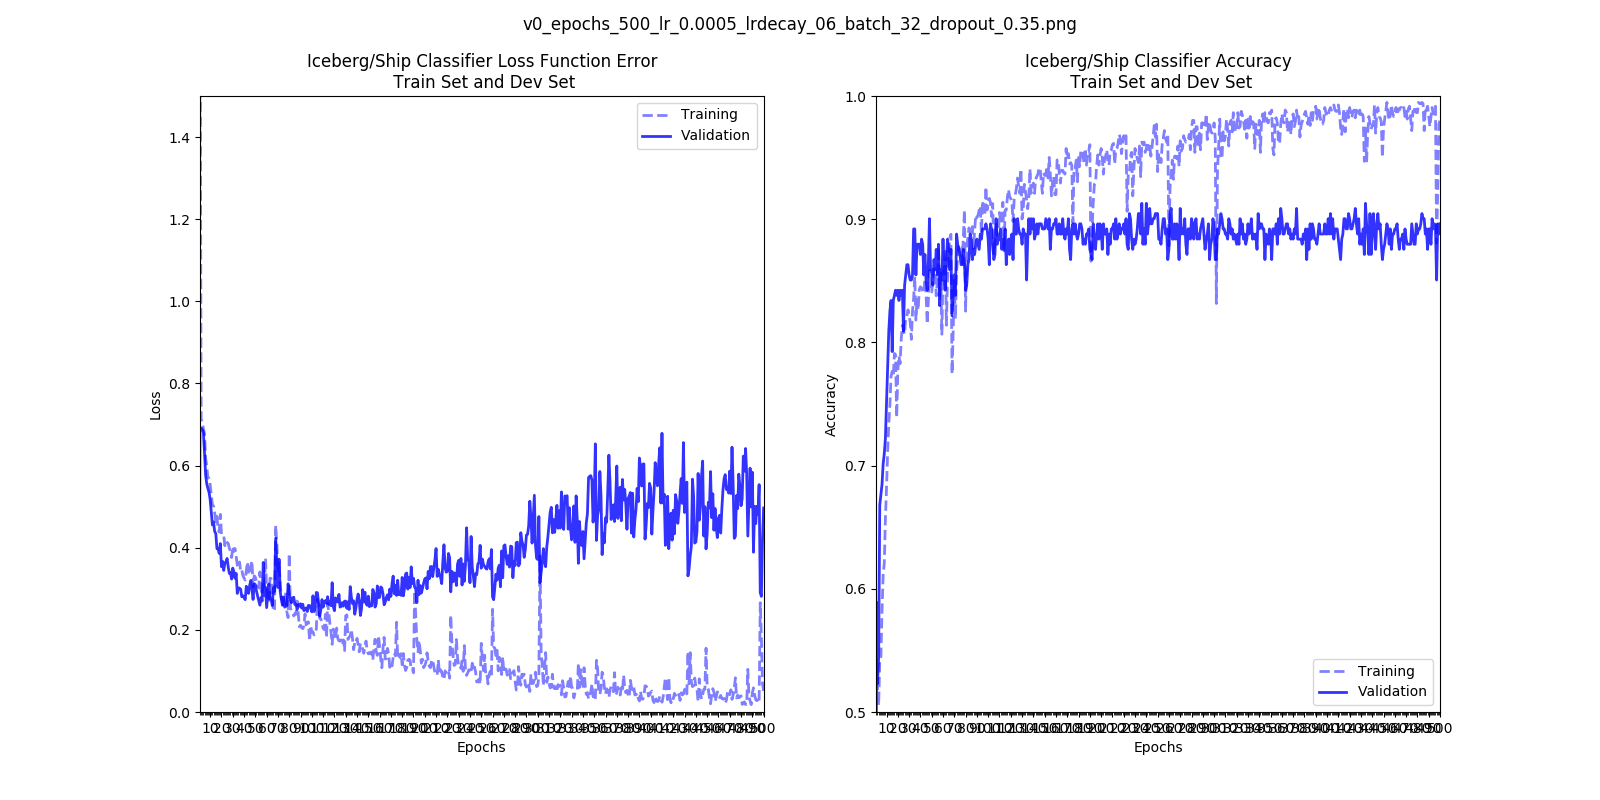 v0_epochs_500_lr_0.0005_lrdecay_06_batch_32_dropout_0.35.png
Iceberg/Ship Classifier Loss Function Error
Train Set and Dev Set
1.4
1.2
1.0
0.8
0.6
0.4
0.2
0.0
Loss
Training
Validation
Epochs
Iceberg/Ship Classifier Accuracy
Train Set and Dev Set
1.0
0.9
0.8
0.7
0.6
0.5
Accuracy
Training
Validation
Epochs